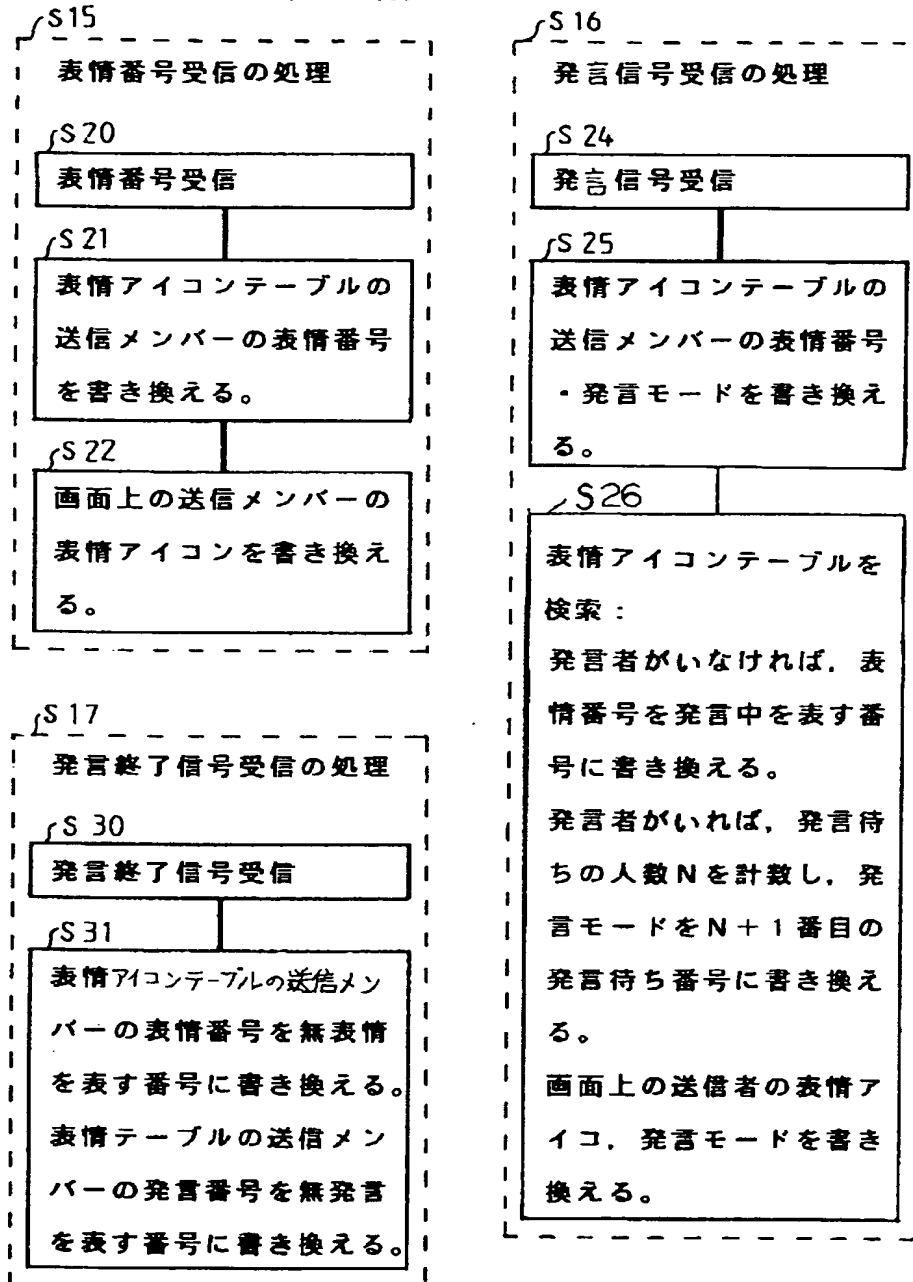 S15
表情番号受信の処理
S20
表情番号受信
S21
表情アイコンテーブルの
送信メンバーの表情番号
を書き換える。
S22
画面上の送信メンバーの
表情アイコンを書き換え
る。
S16
発言信号受信の処理
S24
発言信号受信
S25
表情アイコンテーブルの
送信メンバーの表情番号
・発言モードを書き換え
る。
S26
表情アイコンテーブルを
検索:
発言者がいなければ,表
情番号を発言中を表す番
号に書き換える。
発言者がいれば,発言待
ちの人数Nを計数し,発
言モードをN+1番目の
発言待ち番号に書き換え
る。
画面上の送信者の表情ア
イコ,発言モードを書き
換える。
S17
発言終了信号受信の処理
S30
発言終了信号受信
S31
表情アイコンテーブルの送信メン
バーの表情番号を無表情
を表す番号に書き換える。
表情テーブルの送信メン
バーの発言番号を無発言
を表す番号に書き換える。